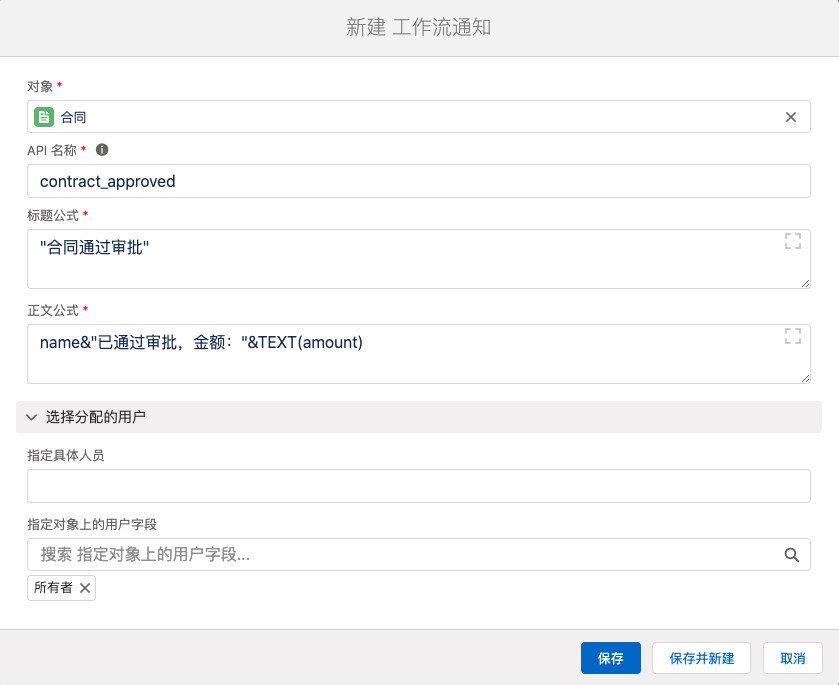 新建 工作流通知
对象 *
合同
API 名称 *
contract_approved
标题公式 *
"合同通过审批"
正文公式 *
name&"已通过审批，金额："&TEXT(amount)
选择分配的用户
指定具体人员
指定对象上的用户字段
搜索 指定对象上的用户字段...
所有者
保存 保存并新建 取消